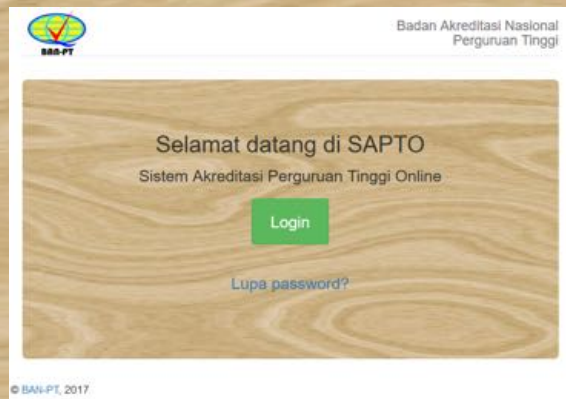 BAN-PT
Badan Akreditasi Nasional
Perguruan Tinggi
Selamat datang di SAPTO
Sistem Akreditasi Perguruan Tinggi Online
Login
Lupa password?
© BAN-PT, 2017